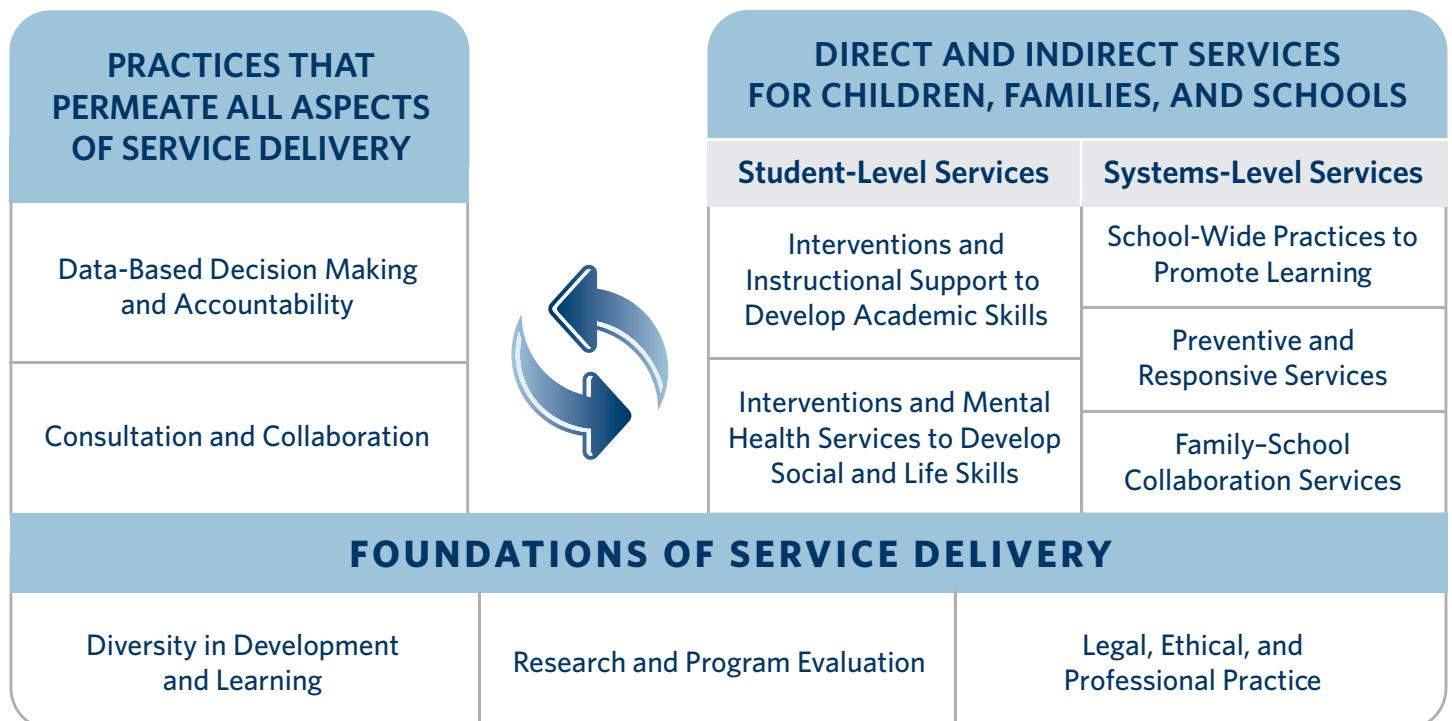 PRACTICES THAT
PERMEATE ALL ASPECTS
OF SERVICE DELIVERY
Data-Based Decision Making
and Accountability
Consultation and Collaboration
DIRECT AND INDIRECT SERVICES
FOR CHILDREN, FAMILIES, AND SCHOOLS
Student-Level Services
Interventions and
Instructional Support to
Develop Academic Skills
Interventions and Mental
Health Services to Develop
Social and Life Skills
Systems-Level Services
School-Wide Practices to
Promote Learning
Preventive and
Responsive Services
Family–School
Collaboration Services
FOUNDATIONS OF SERVICE DELIVERY
Diversity in Development
and Learning
Research and Program Evaluation
Legal, Ethical, and
Professional Practice